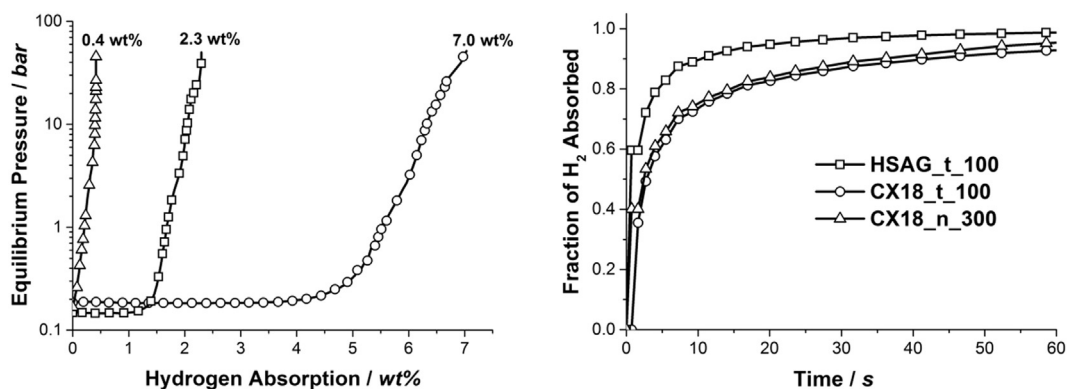 0.4 wt%
2.3 wt%
7.0 wt%
100
10
1
0.1
Equilibrium Pressure / bar
0 1 2 3 4 5 6 7
Hydrogen Absorption / wt%
1.0
0.8
0.6
0.4
0.2
0.0
Fraction of H₂ Absorbed
HSAG_t_100
CX18_t_100
CX18_n_300
0 10 20 30 40 50 60
Time / s